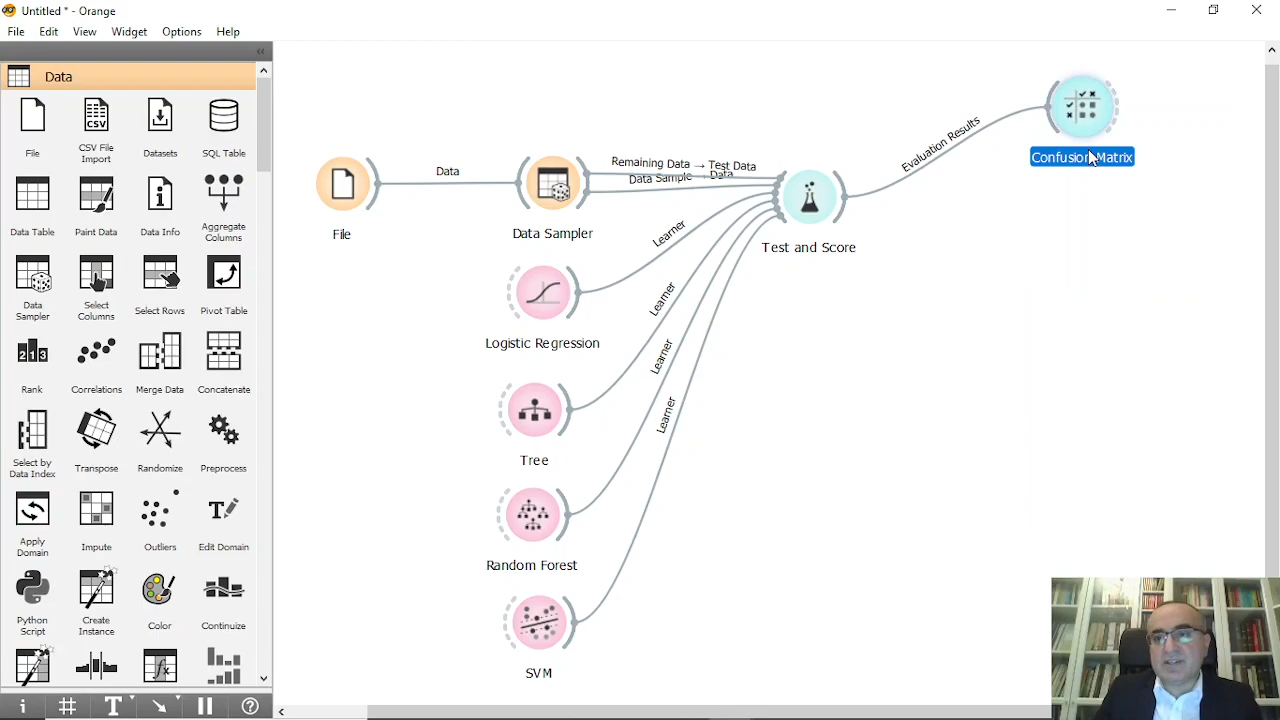 Untitled * - Orange
File Edit View Widget Options Help
Data
File
CSV File
Import
Datasets
SQL Table
Data Table
Paint Data
Data Info
Aggregate
Columns
Data
Sampler
Select
Columns
Select Rows
Pivot Table
Rank
Correlations
Merge Data
Concatenate
Select by
Data Index
Transpose
Randomize
Preprocess
Apply
Domain
Impute
Outliers
Edit Domain
Python
Script
Create
Instance
Color
Continuize
File
Data
Data Sampler
Remaining Data → Test Data
Data Sample → Data
Learner
Learner
Learner
Learner
Logistic Regression
Tree
Random Forest
SVM
Test and Score
Evaluation Results
Confusion Matrix